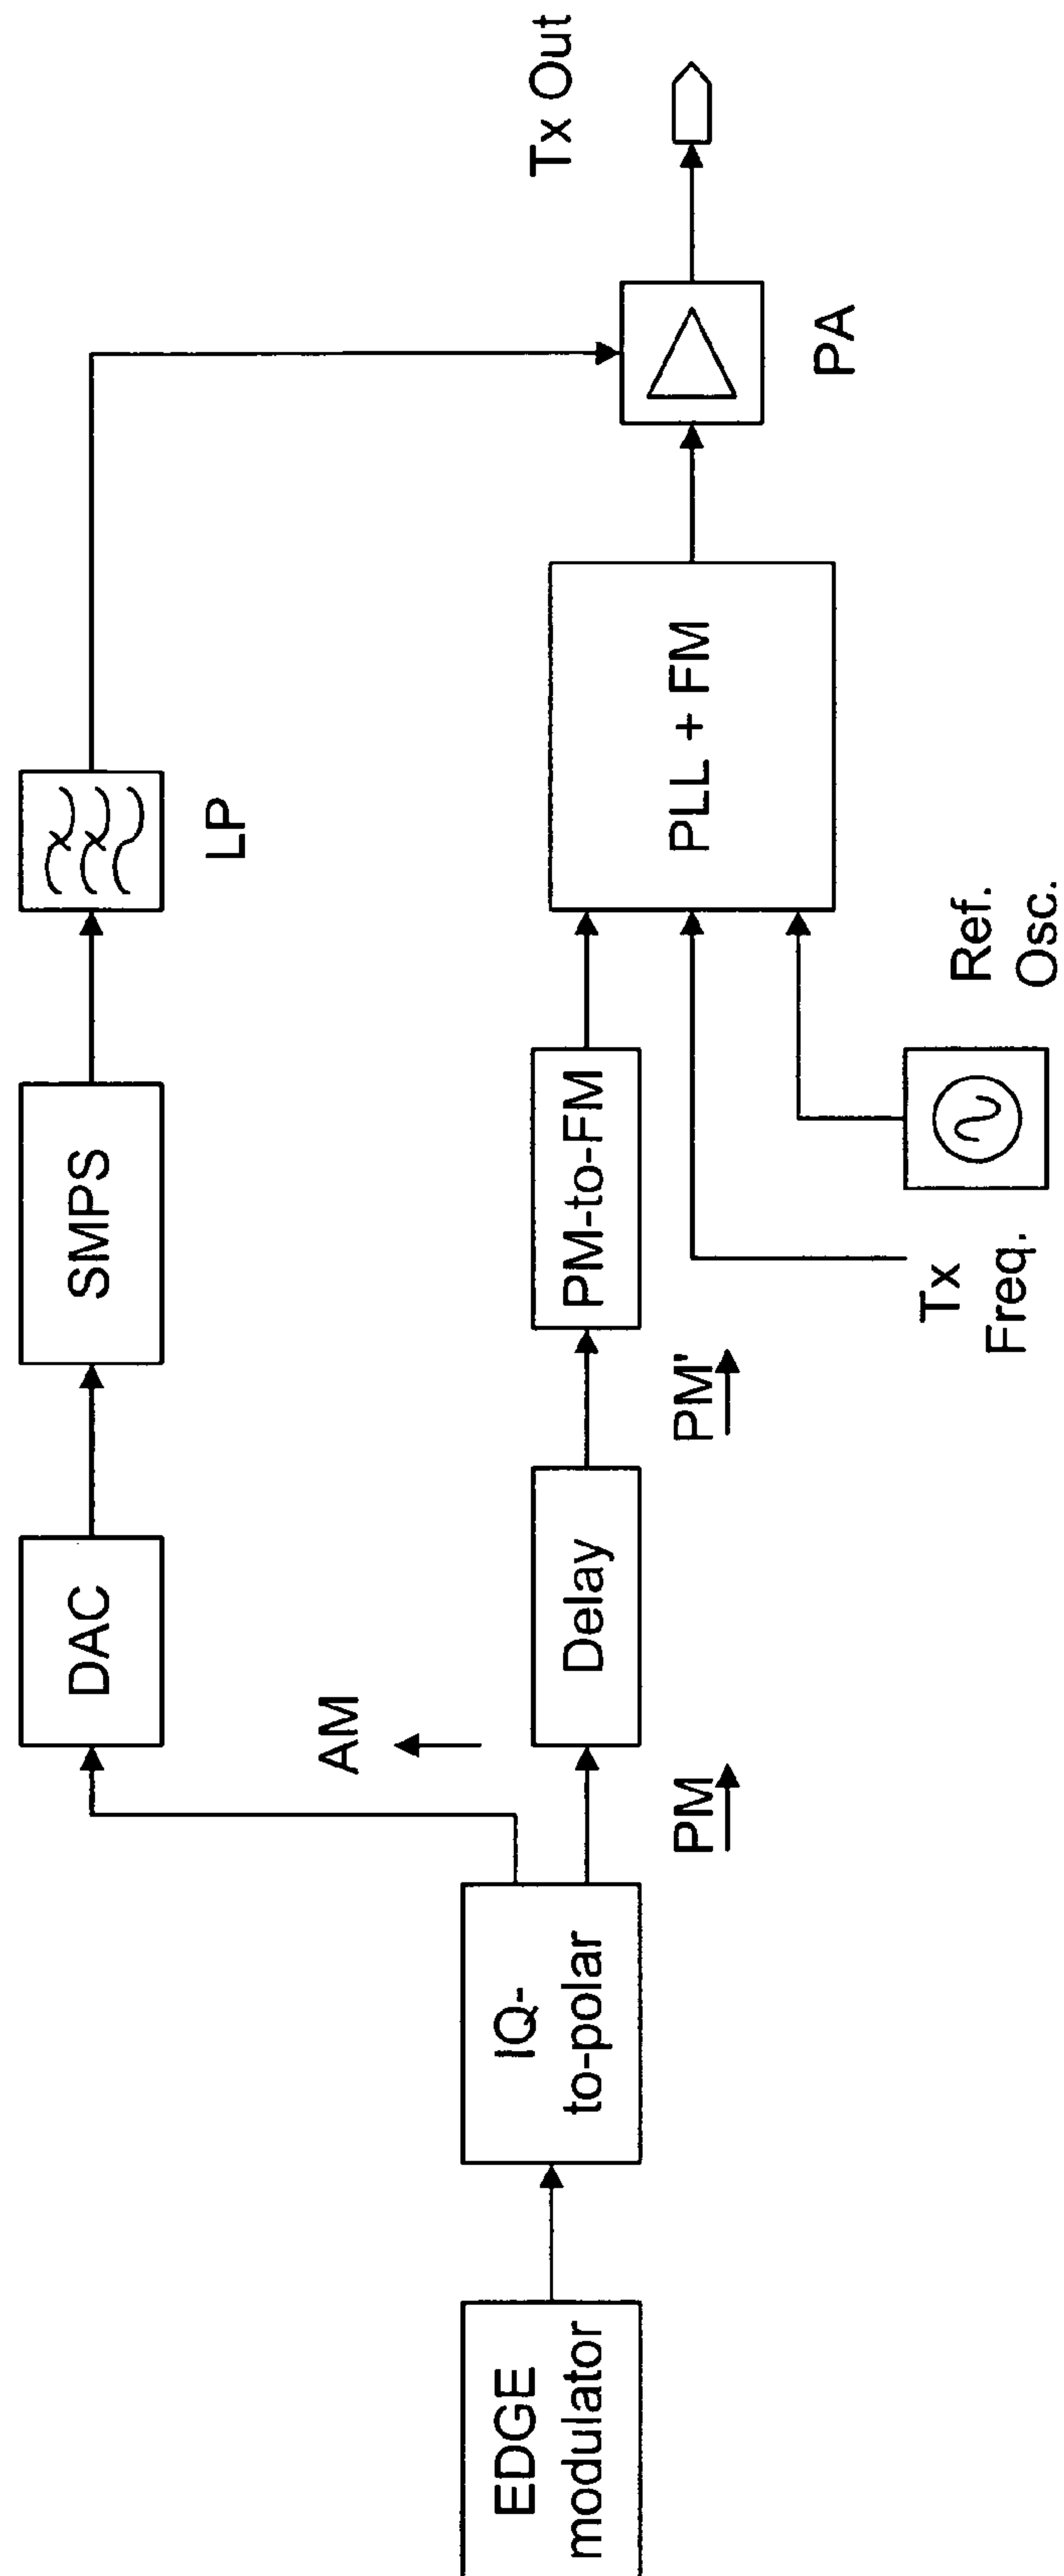 EDGE
modulator
IQ-
to-polar
AM
PM
DAC
Delay
PM'
SMPS
PM-to-FM
Tx
Freq.
Ref.
Osc.
LP
PLL + FM
PA
Tx Out